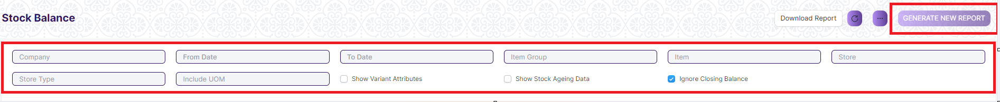 Stock Balance
Download Report
...
GENERATE NEW REPORT
Company
From Date
To Date
Item Group
Item
Store
Store Type
Include UOM
Show Variant Attributes
Show Stock Ageing Data
Ignore Closing Balance